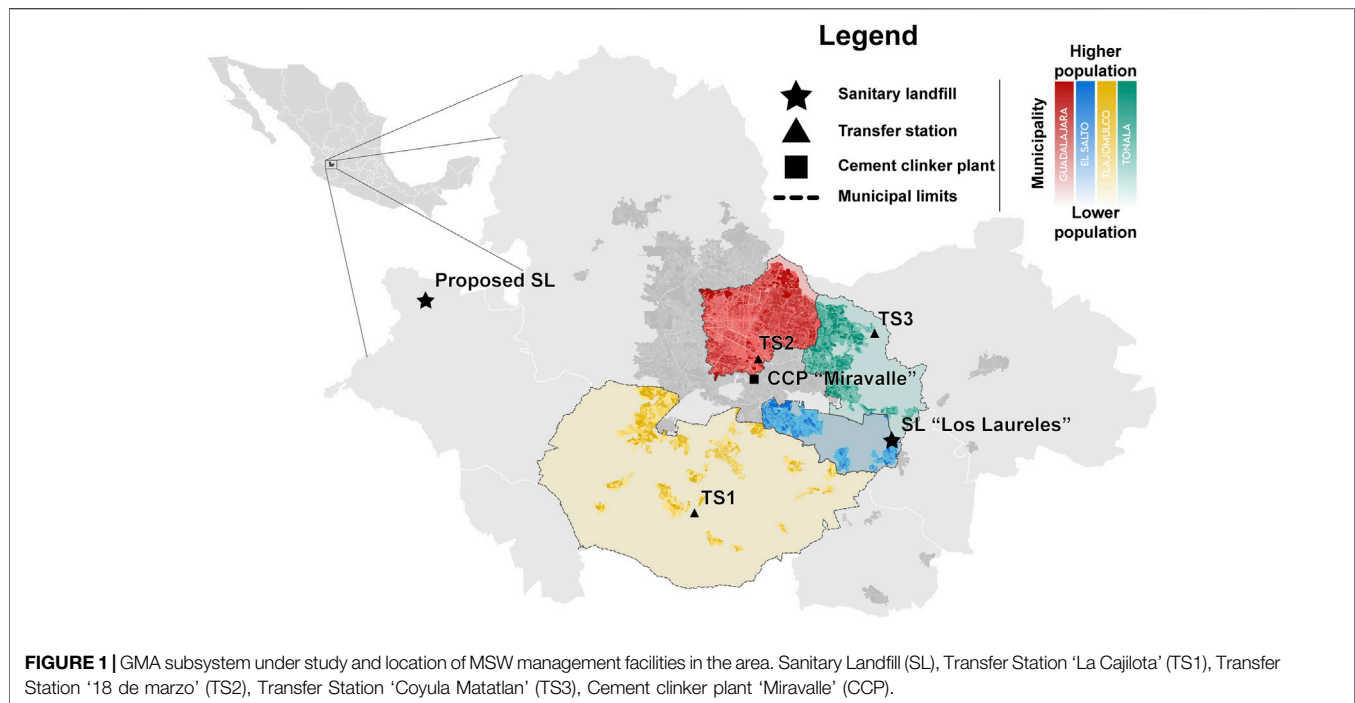 Legend
Sanitary landfill
Transfer station
Cement clinker plant
Municipal limits
Higher
population
Municipality
GUADALAJARA
EL SALTO
TLAJOMULCO
TONALA
Lower
population
Proposed SL
TS3
TS2
CCP “Miravalle”
SL “Los Laureles”
TS1
FIGURE 1 | GMA subsystem under study and location of MSW management facilities in the area. Sanitary Landfill (SL), Transfer Station ‘La Cajilota’ (TS1), Transfer
Station ‘18 de marzo’ (TS2), Transfer Station ‘Coyula Matatlan’ (TS3), Cement clinker plant ‘Miravalle’ (CCP).